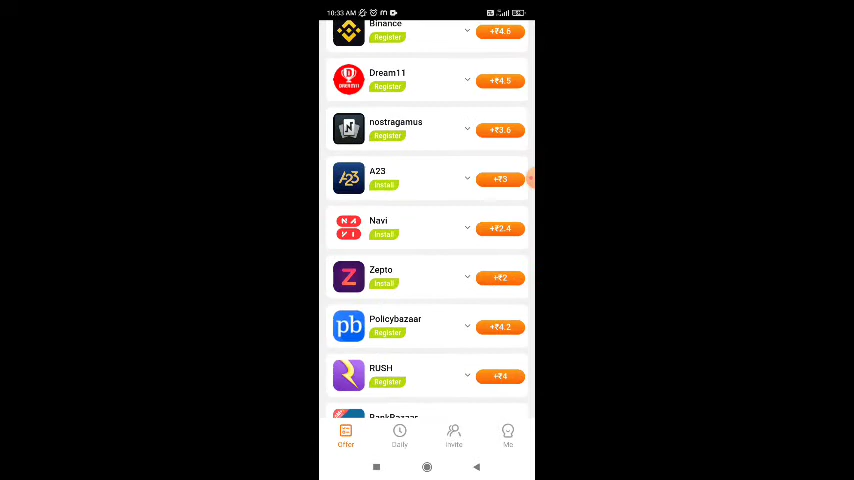 10:33 AM
Binance
Register
+₹4.6
Dream11
Register
+₹4.5
nostragamus
Register
+₹3.6
A23
Install
+₹3
Navi
Install
+₹2.4
Zepto
Install
+₹2
Policybazaar
Register
+₹4.2
RUSH
Register
+₹4
BankBazaar
Offer
Daily
Invite
Me